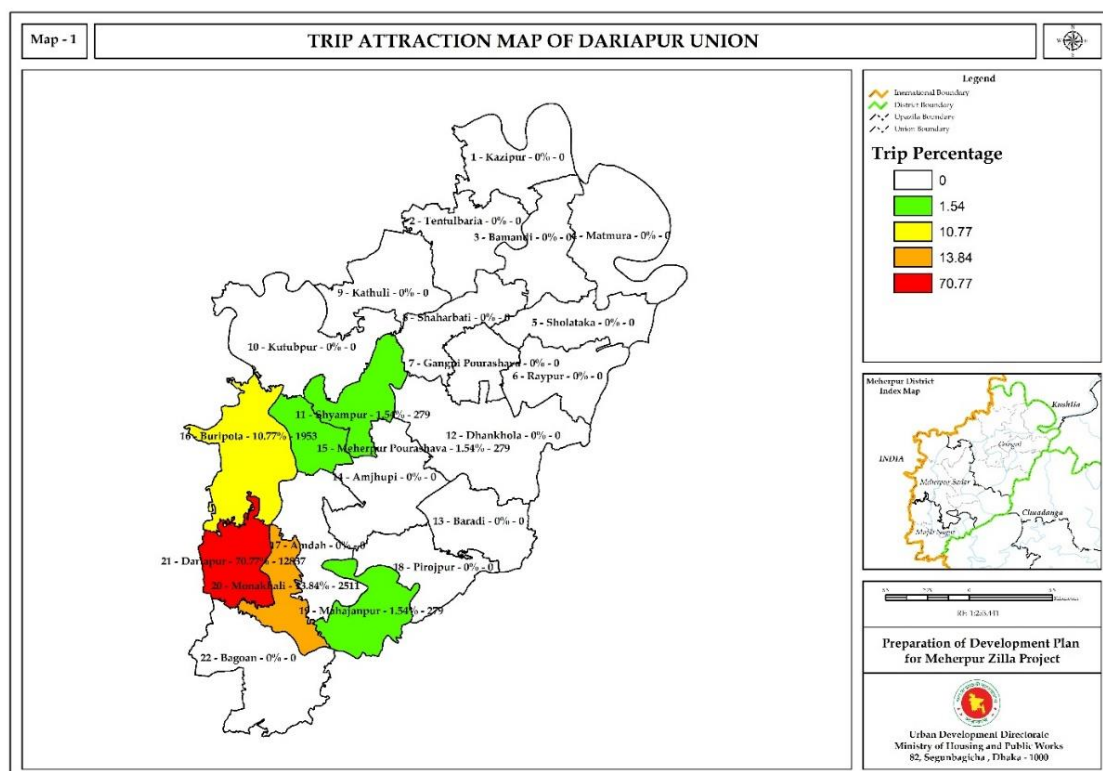 Map - 1
TRIP ATTRACTION MAP OF DARIAPUR UNION
1 - Kazipur - 0% - 0
2 - Tentulbaria - 0% - 0
3 - Bamandi - 0% - 0
4 - Matmura - 0% - 0
9 - Kathuli - 0% - 0
8 - Shaharbati - 0% - 0
5 - Sholataka - 0% - 0
10 - Kutubpur - 0% - 0
7 - Gangni Pourashava - 0% - 0
6 - Raypur - 0% - 0
11 - Shyampur - 1.54% - 279
16 - Buripota - 10.77% - 1953
12 - Dhankhola - 0% - 0
15 - Meherpur Pourashava - 1.54% - 279
14 - Amjhupi - 0% - 0
13 - Baradi - 0% - 0
17 - Amdah - 0% - 0
21 - Dariapur - 70.77% - 12837
18 - Pirojpur - 0% - 0
20 - Monakhali - 13.84% - 2511
19 - Mahajanpur - 1.54% - 279
22 - Bagoan - 0% - 0
Legend
International Boundary
District Boundary
Upazila Boundary
Union Boundary
Trip Percentage
0
1.54
10.77
13.84
70.77
Meherpur District
Index Map
Kushtia
INDIA
Gangni
Meherpur Sadar
Chuadanga
Mujib Nagar
Kilometers
Preparation of Development Plan
for Meherpur Zilla Project
Urban Development Directorate
Ministry of Housing and Public Works
82, Segunbagicha , Dhaka - 1000